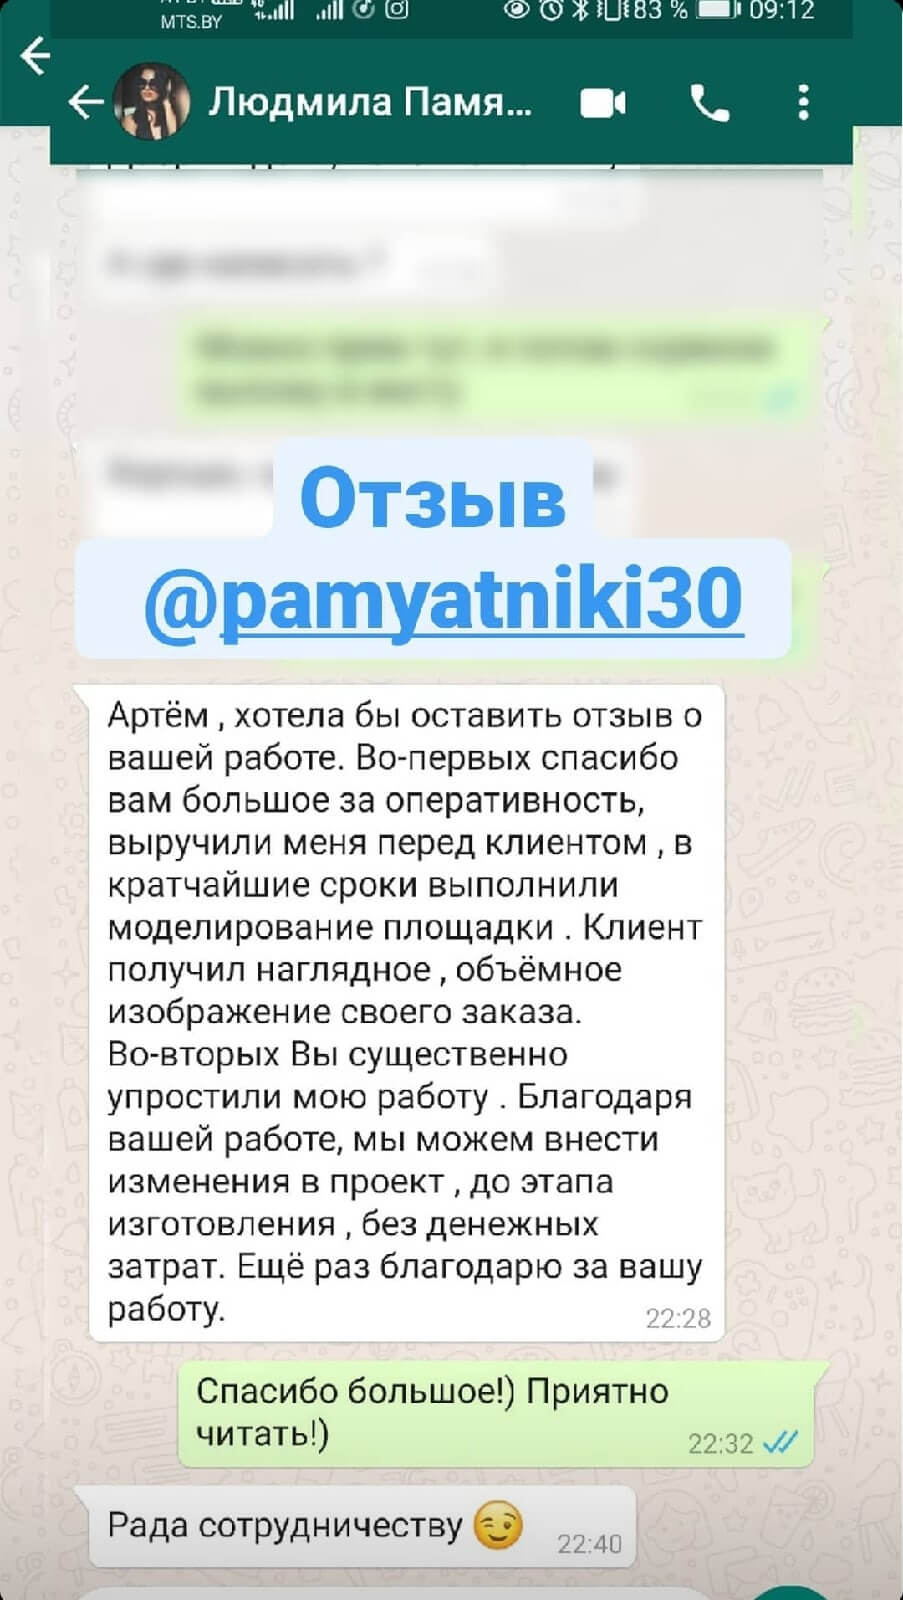 MTS.BY
83 %
09:12
Людмила Памя...
Отзыв
@pamyatniki30
Артём , хотела бы оставить отзыв о
вашей работе. Во-первых спасибо
вам большое за оперативность,
выручили меня перед клиентом , в
кратчайшие сроки выполнили
моделирование площадки . Клиент
получил наглядное , объёмное
изображение своего заказа.
Во-вторых Вы существенно
упростили мою работу . Благодаря
вашей работе, мы можем внести
изменения в проект , до этапа
изготовления , без денежных
затрат. Ещё раз благодарю за вашу
работу.
22:28
Спасибо большое!) Приятно
читать!)
22:32
Рада сотрудничеству 😉
22:40